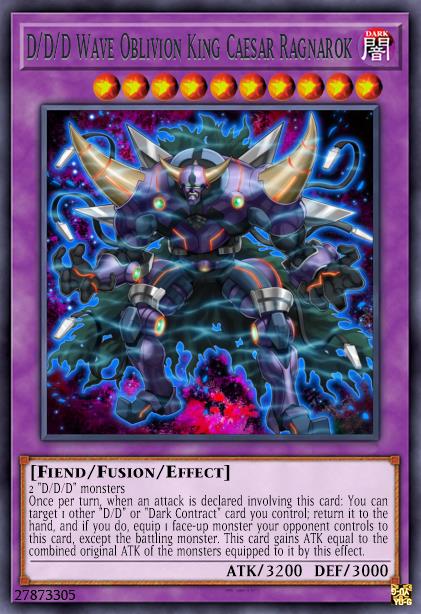 D/D/D Wave Oblivion King Caesar Ragnarok
DARK
闇
[Fiend/Fusion/Effect]
2 "D/D/D" monsters
Once per turn, when an attack is declared involving this card: You can
target 1 other "D/D" or "Dark Contract" card you control; return it to
the hand, and if you do, equip 1 face-up monster your opponent controls to
this card, except the battling monster. This card gains ATK equal to the
combined original ATK of the monsters equipped to it by this effect.
ATK/3200 DEF/3000
27873305